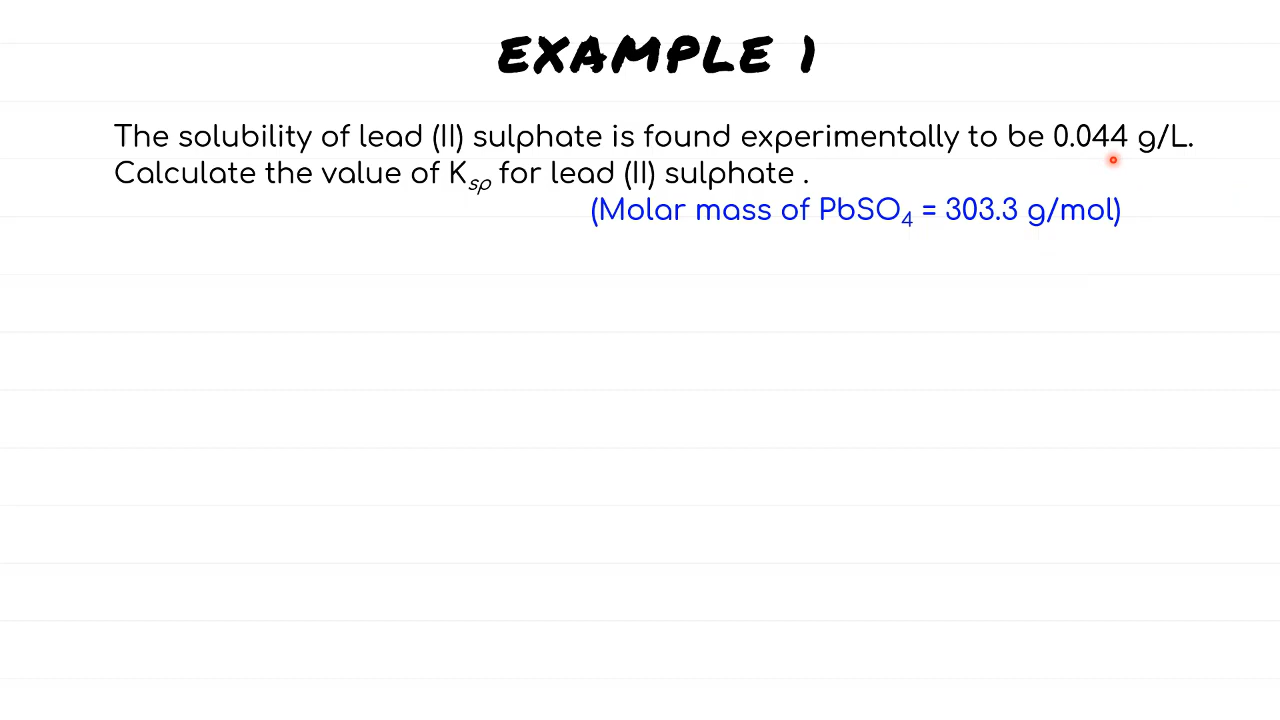 EXAMPLE 1
The solubility of lead (II) sulphate is found experimentally to be 0.044 g/L.
Calculate the value of Ksp for lead (II) sulphate .
(Molar mass of PbSO4 = 303.3 g/mol)